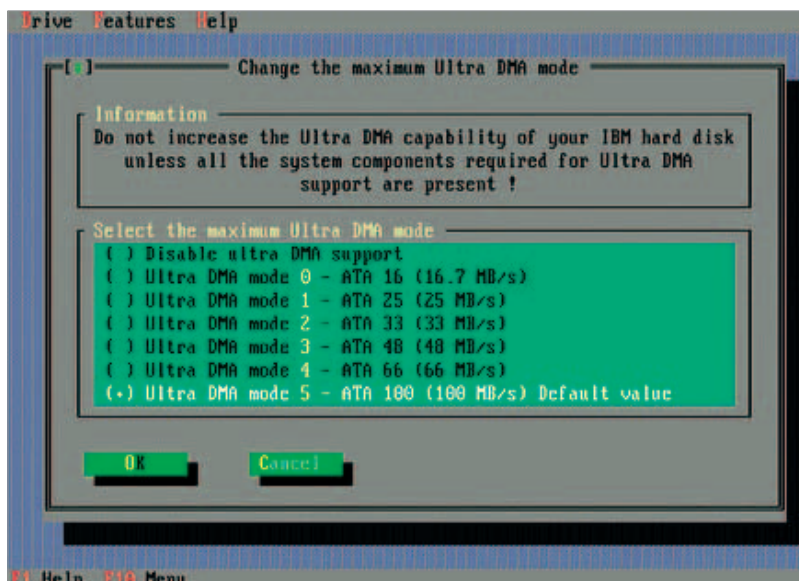 Drive Features Help
[ ] Change the maximum Ultra DMA mode
Information
Do not increase the Ultra DMA capability of your IBM hard disk
unless all the system components required for Ultra DMA
support are present !
Select the maximum Ultra DMA mode
( ) Disable ultra DMA support
( ) Ultra DMA mode 0 - ATA 16 (16.7 MB/s)
( ) Ultra DMA mode 1 - ATA 25 (25 MB/s)
( ) Ultra DMA mode 2 - ATA 33 (33 MB/s)
( ) Ultra DMA mode 3 - ATA 48 (48 MB/s)
( ) Ultra DMA mode 4 - ATA 66 (66 MB/s)
(•) Ultra DMA mode 5 - ATA 100 (100 MB/s) Default value
OK Cancel
F1 Help F10 Menu